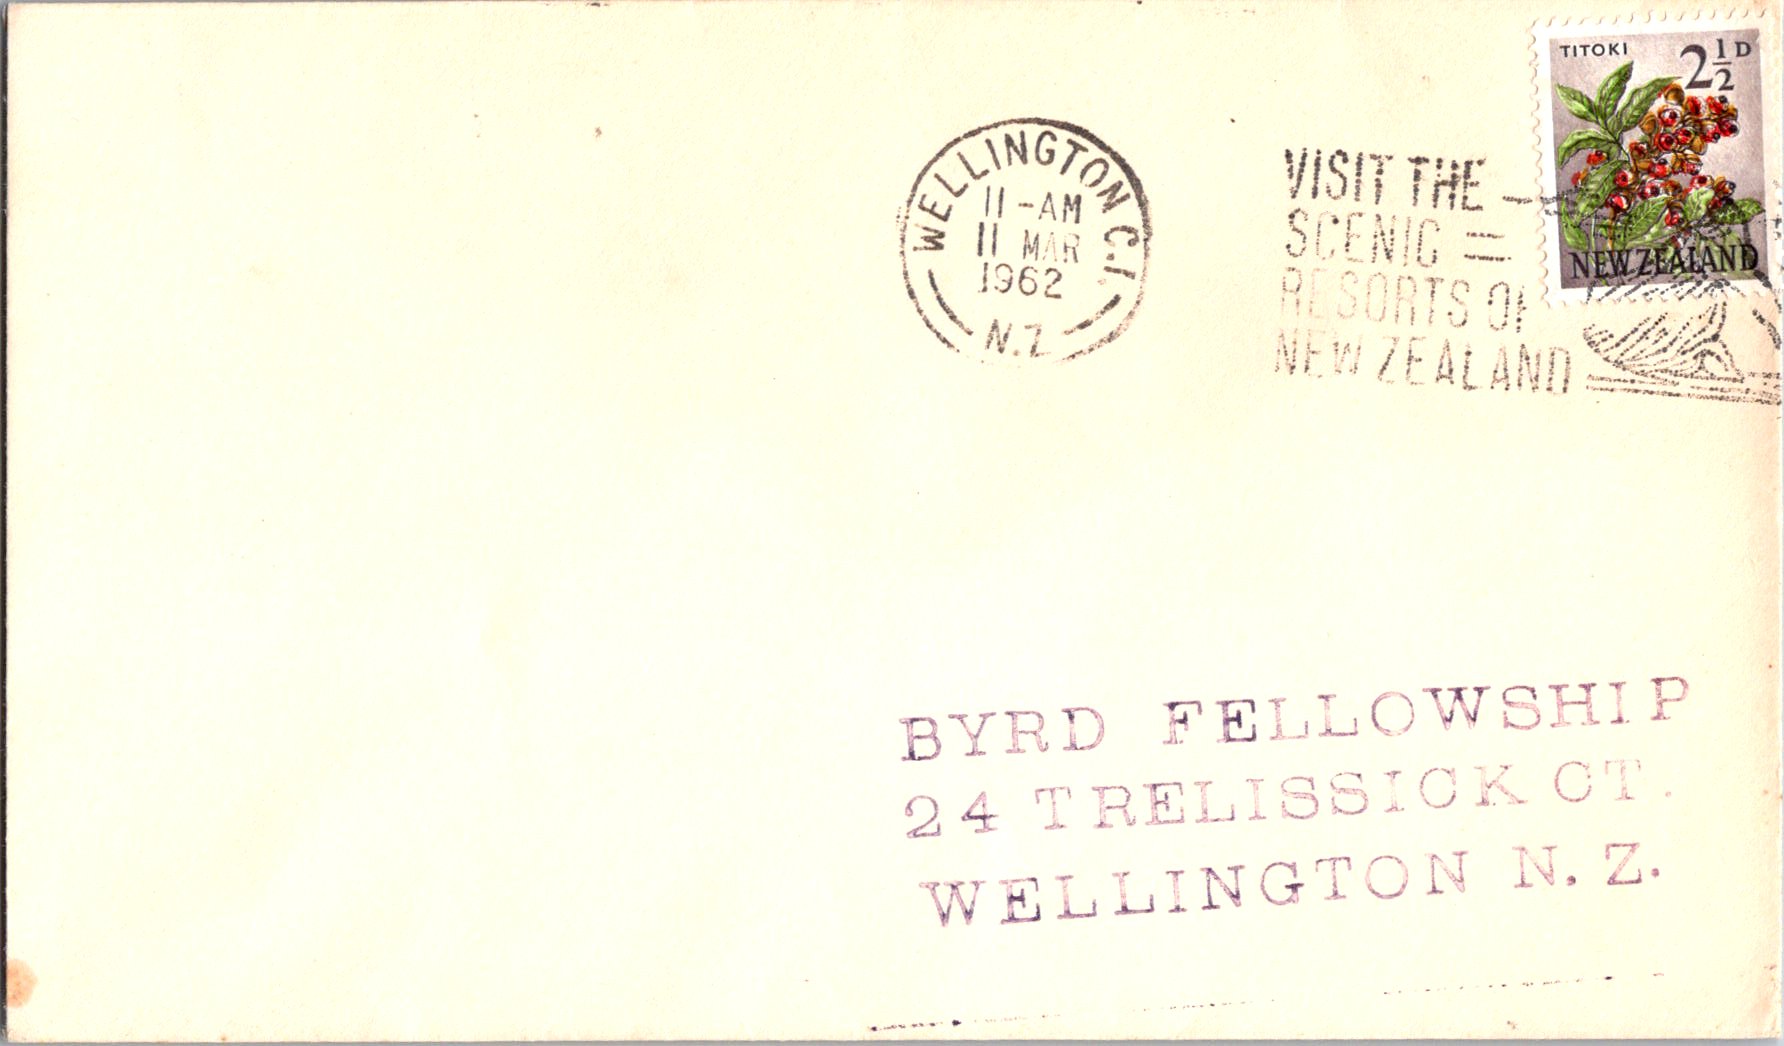 TITOKI 2½D
NEW ZEALAND
WELLINGTON C.1.
11 -AM
11 MAR
1962
N.Z.
VISIT THE
SCENIC
RESORTS OF
NEW ZEALAND
BYRD FELLOWSHIP
24 TRELISSICK CT.
WELLINGTON N. Z.